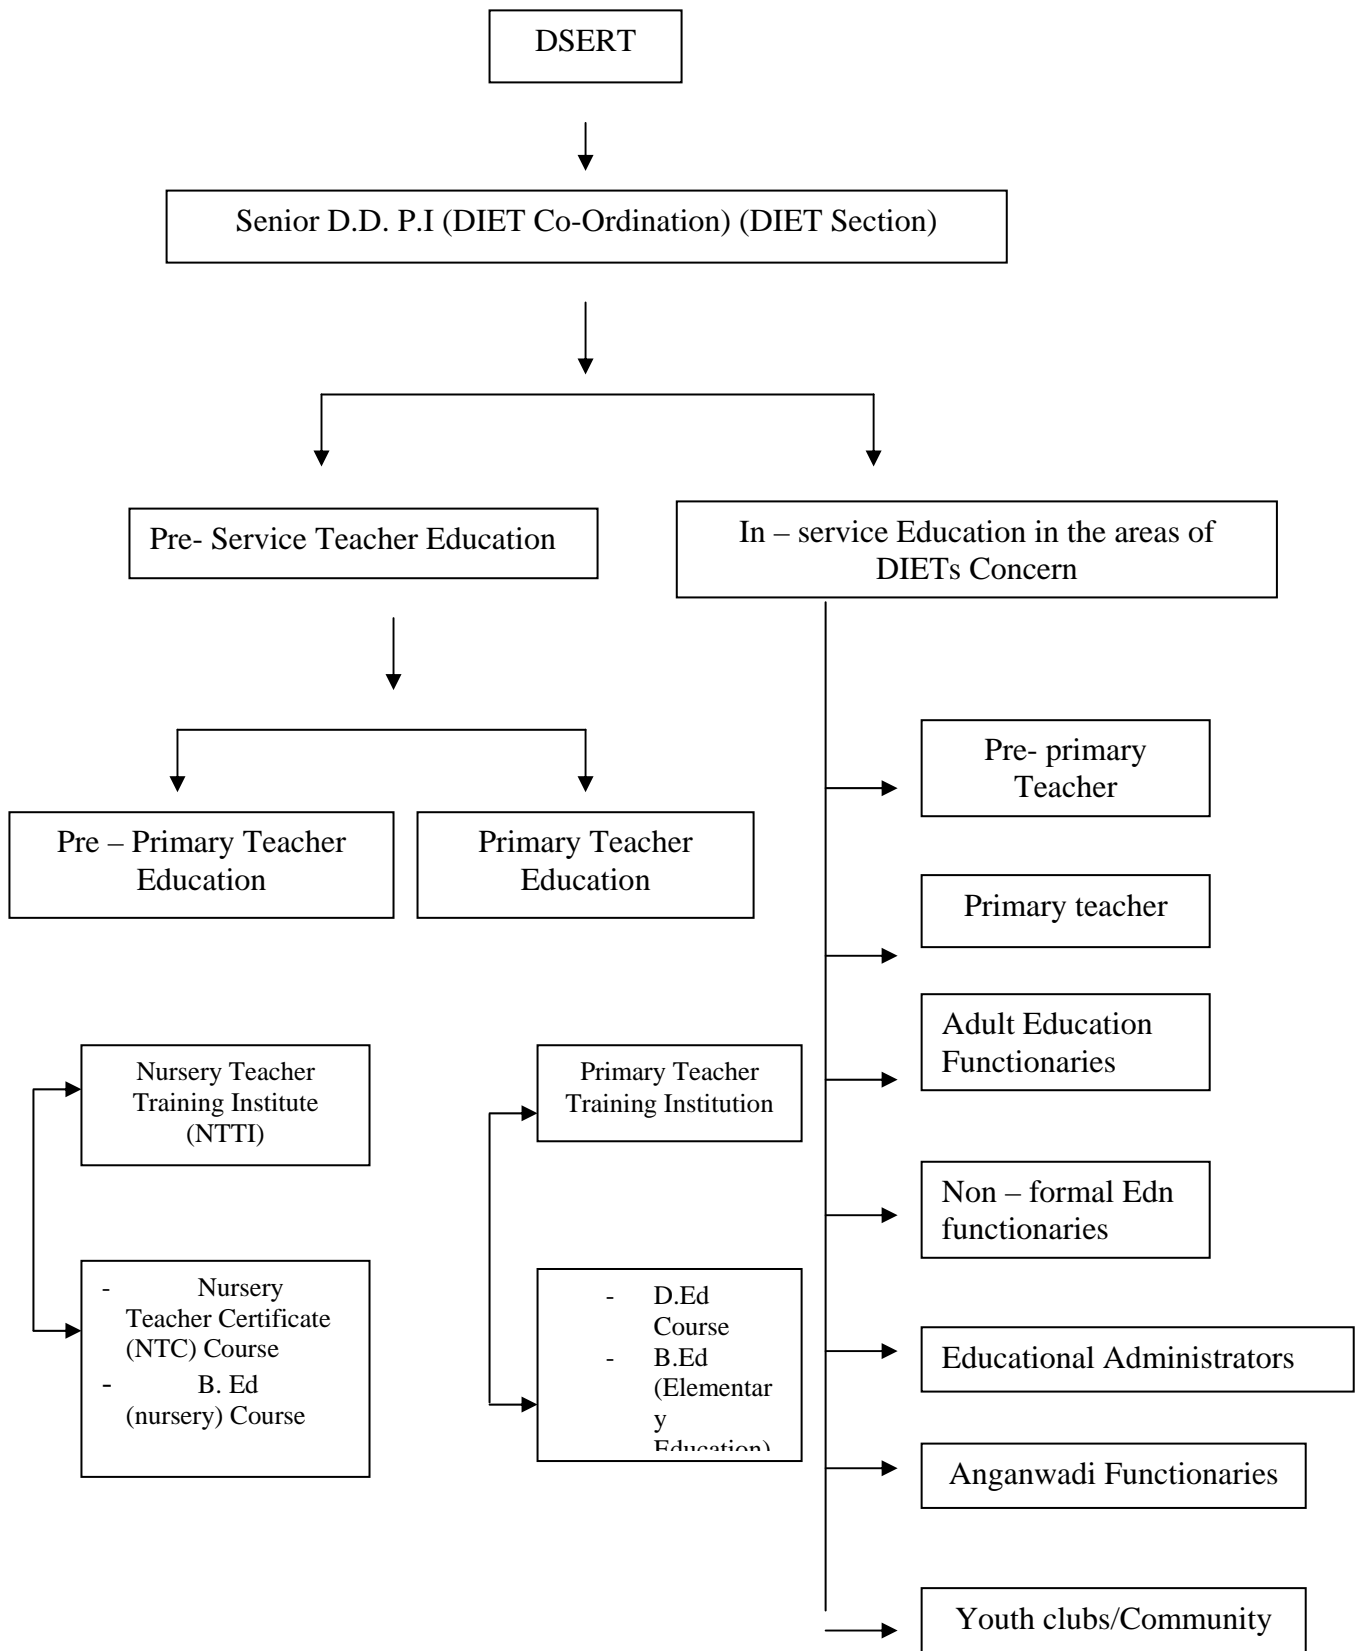 DSERT
Senior D.D. P.I (DIET Co-Ordination) (DIET Section)
Pre- Service Teacher Education
In – service Education in the areas of
DIETs Concern
Pre – Primary Teacher
Education
Primary Teacher
Education
Nursery Teacher
Training Institute
(NTTI)
- Nursery
Teacher Certificate
(NTC) Course
- B. Ed
(nursery) Course
Primary Teacher
Training Institution
- D.Ed
Course
- B.Ed
(Elementar
y
Education)
Pre- primary
Teacher
Primary teacher
Adult Education
Functionaries
Non – formal Edn
functionaries
Educational Administrators
Anganwadi Functionaries
Youth clubs/Community